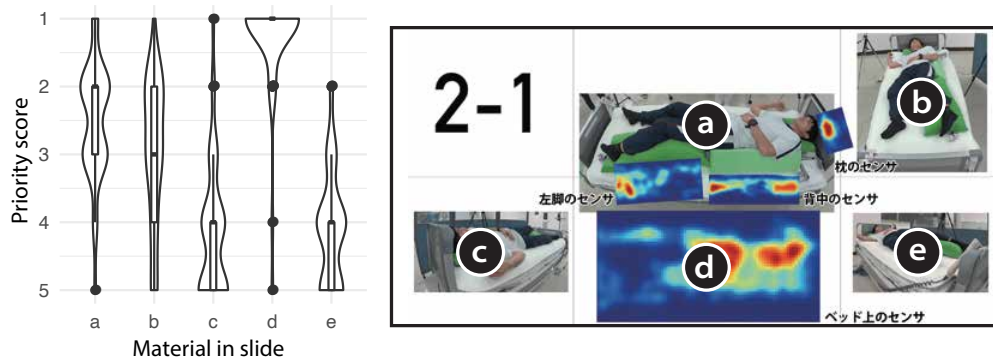 Priority score
1
2
3
4
5
a b c d e
Material in slide
2-1
a
b
枕のセンサ
左脚のセンサ
背中のセンサ
c
d
e
ベッド上のセンサ